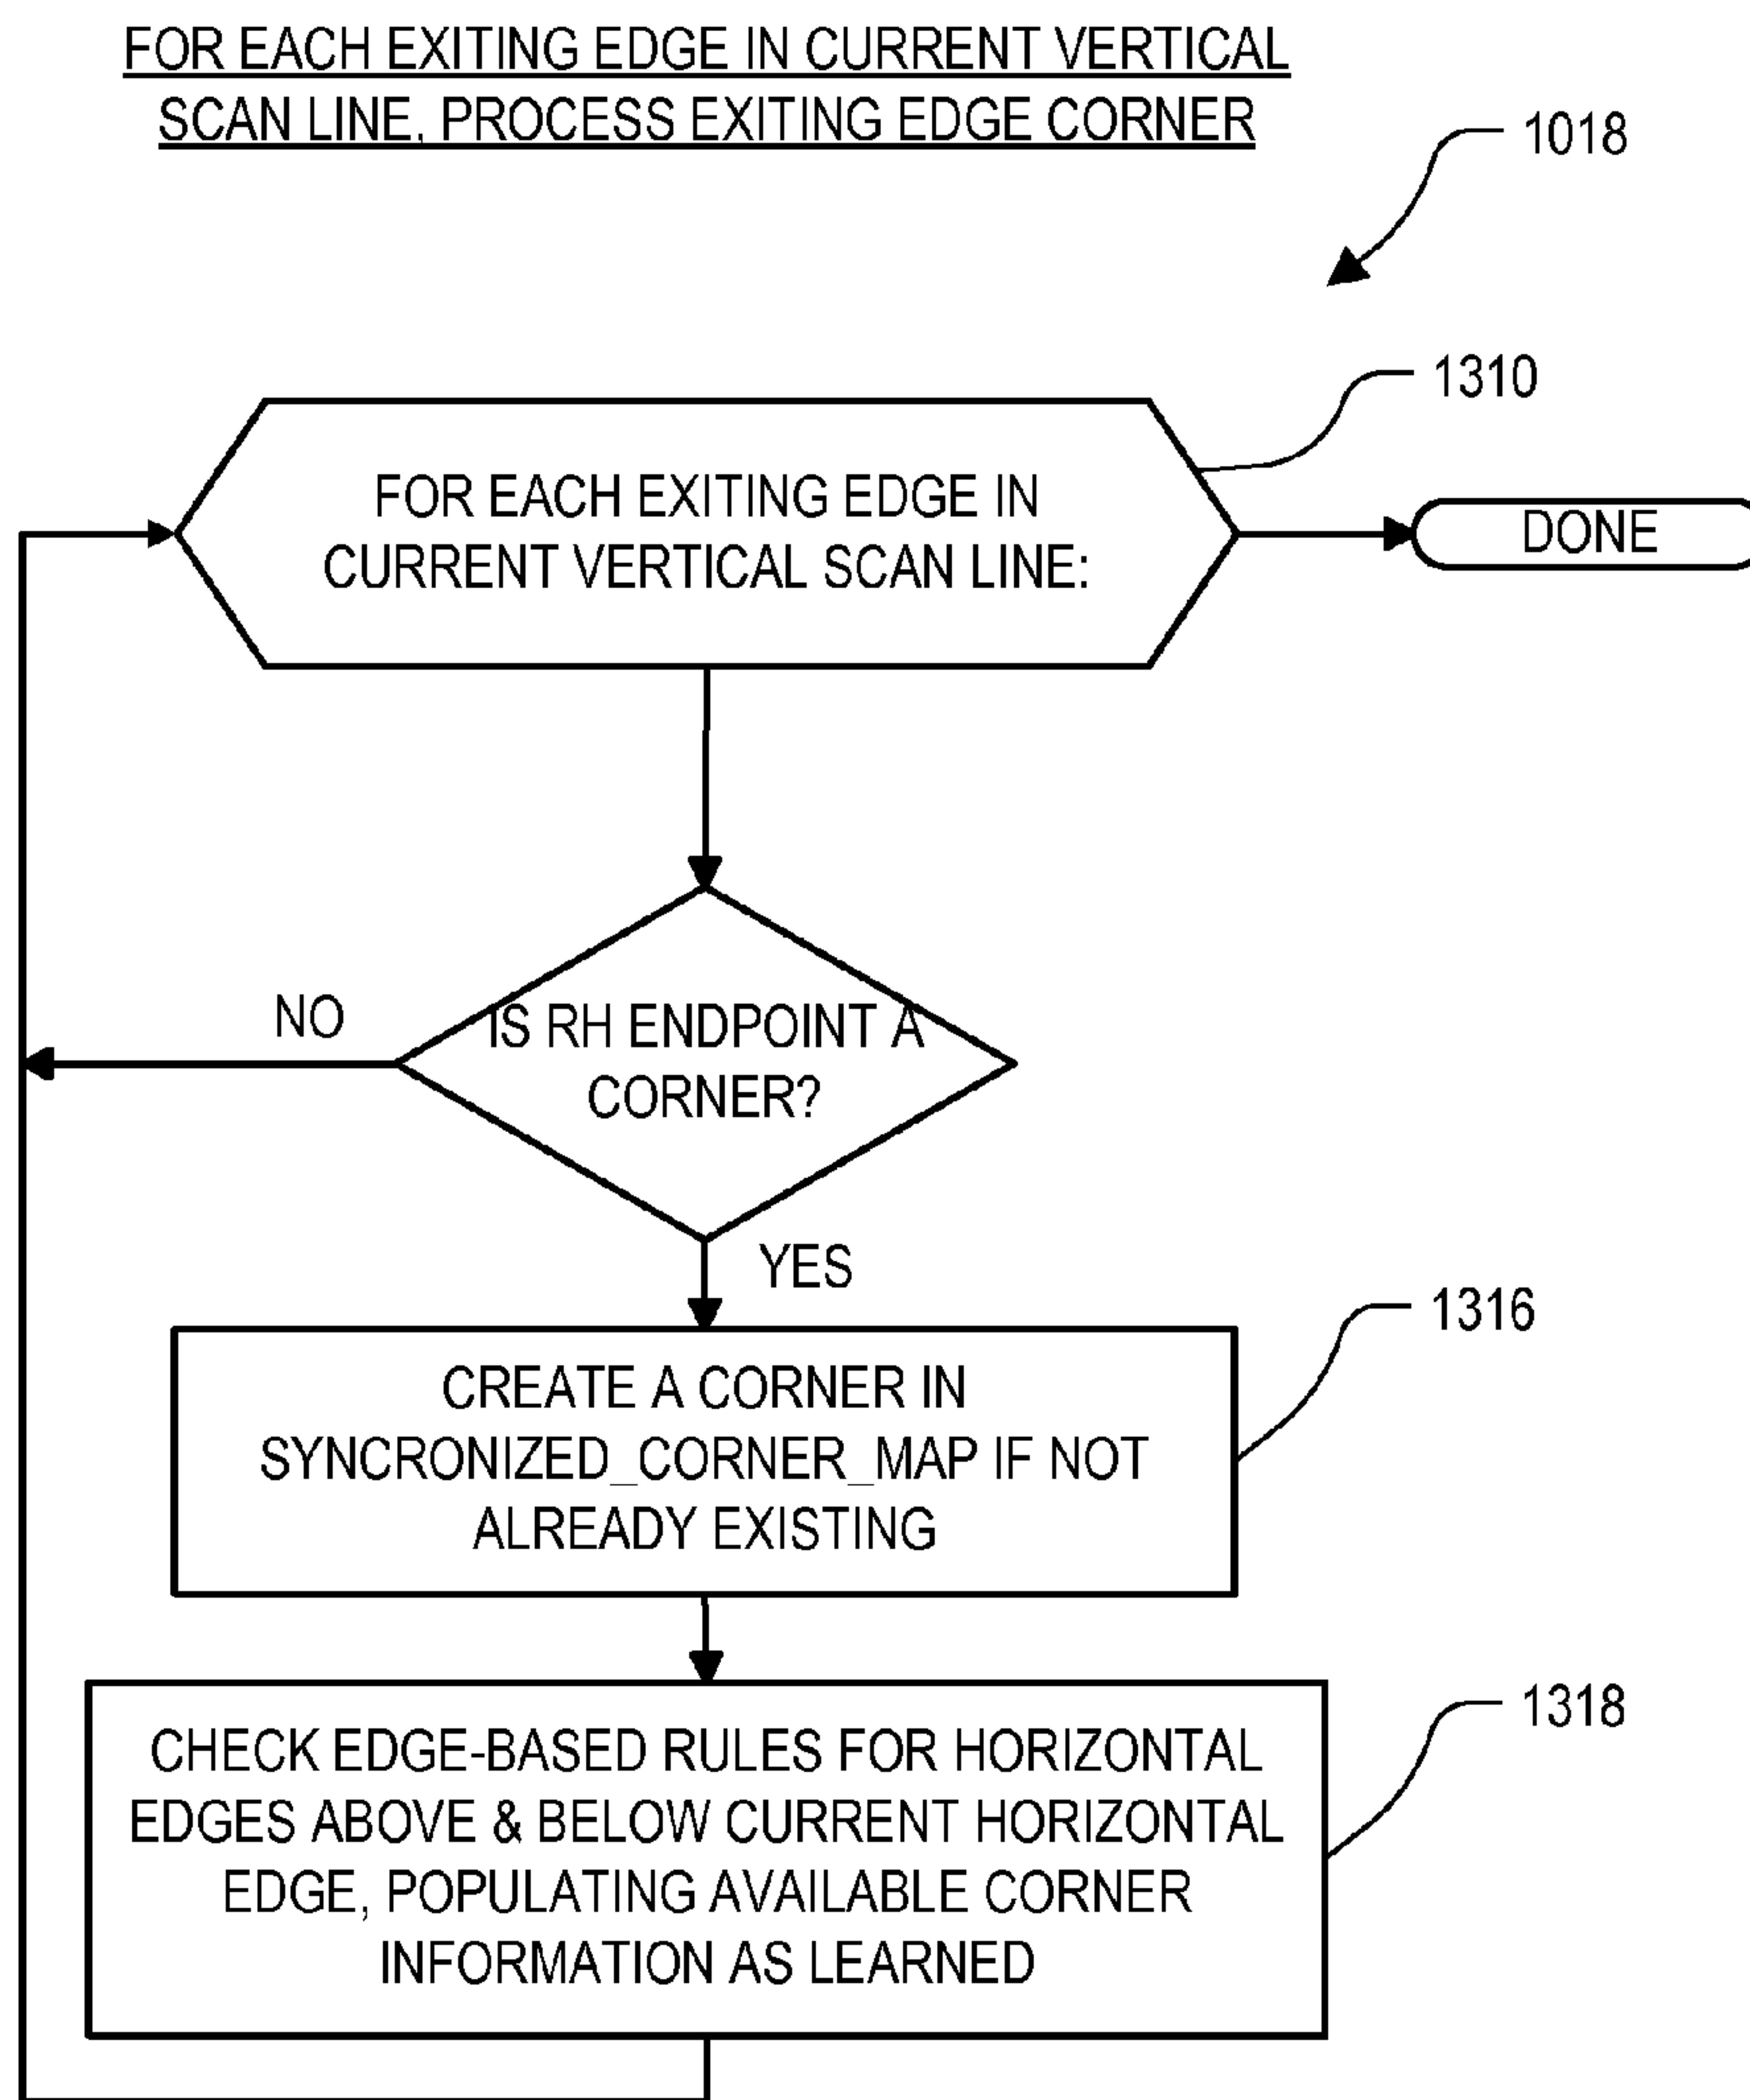 FOR EACH EXITING EDGE IN CURRENT VERTICAL
SCAN LINE, PROCESS EXITING EDGE CORNER
1018
1310
FOR EACH EXITING EDGE IN
CURRENT VERTICAL SCAN LINE:
DONE
NO
IS RH ENDPOINT A
CORNER?
YES
1316
CREATE A CORNER IN
SYNCRONIZED_CORNER_MAP IF NOT
ALREADY EXISTING
1318
CHECK EDGE-BASED RULES FOR HORIZONTAL
EDGES ABOVE & BELOW CURRENT HORIZONTAL
EDGE, POPULATING AVAILABLE CORNER
INFORMATION AS LEARNED